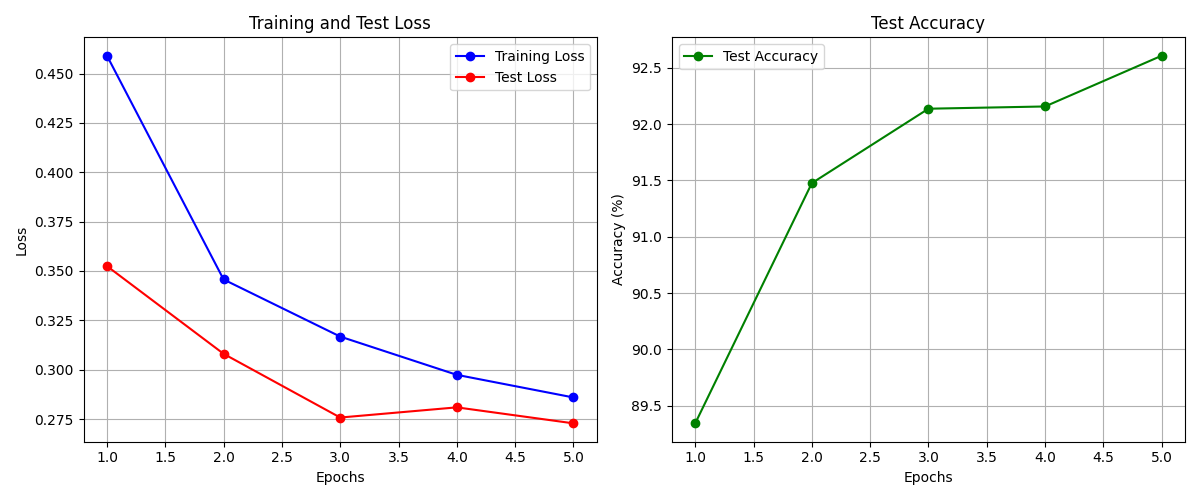 Training and Test Loss
Training Loss
Test Loss
0.450
0.425
0.400
0.375
0.350
0.325
0.300
0.275
Loss
1.0 1.5 2.0 2.5 3.0 3.5 4.0 4.5 5.0
Epochs
Test Accuracy
Test Accuracy
92.5
92.0
91.5
91.0
90.5
90.0
89.5
Accuracy (%)
1.0 1.5 2.0 2.5 3.0 3.5 4.0 4.5 5.0
Epochs